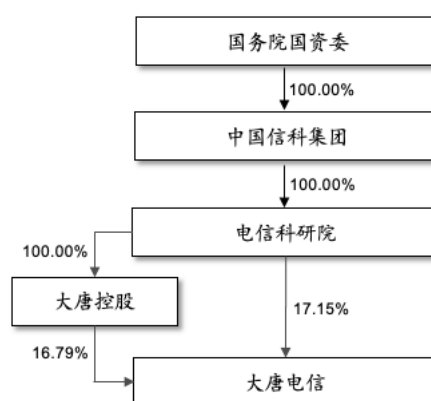 国务院国资委
100.00%
中国信科集团
100.00%
电信科研院
100.00%
大唐控股
17.15%
16.79%
大唐电信